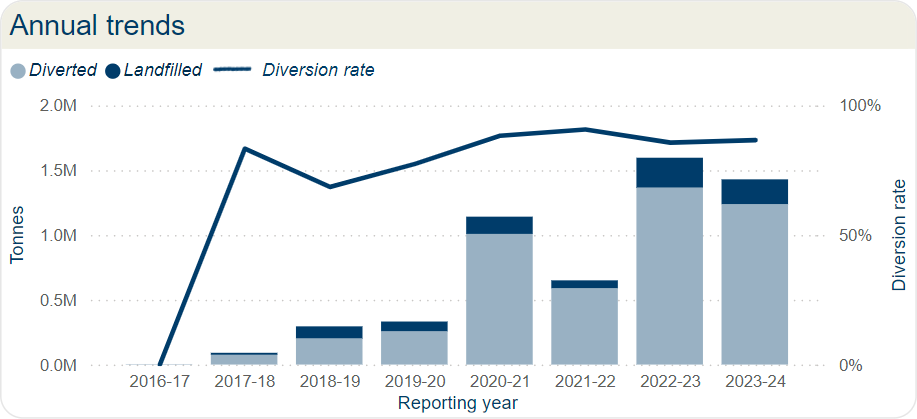 Annual trends
Diverted Landfilled Diversion rate
2.0M 100%
1.5M
1.0M 50%
0.5M
0.0M 0%
Tonnes
Diversion rate
2016-17 2017-18 2018-19 2019-20 2020-21 2021-22 2022-23 2023-24
Reporting year